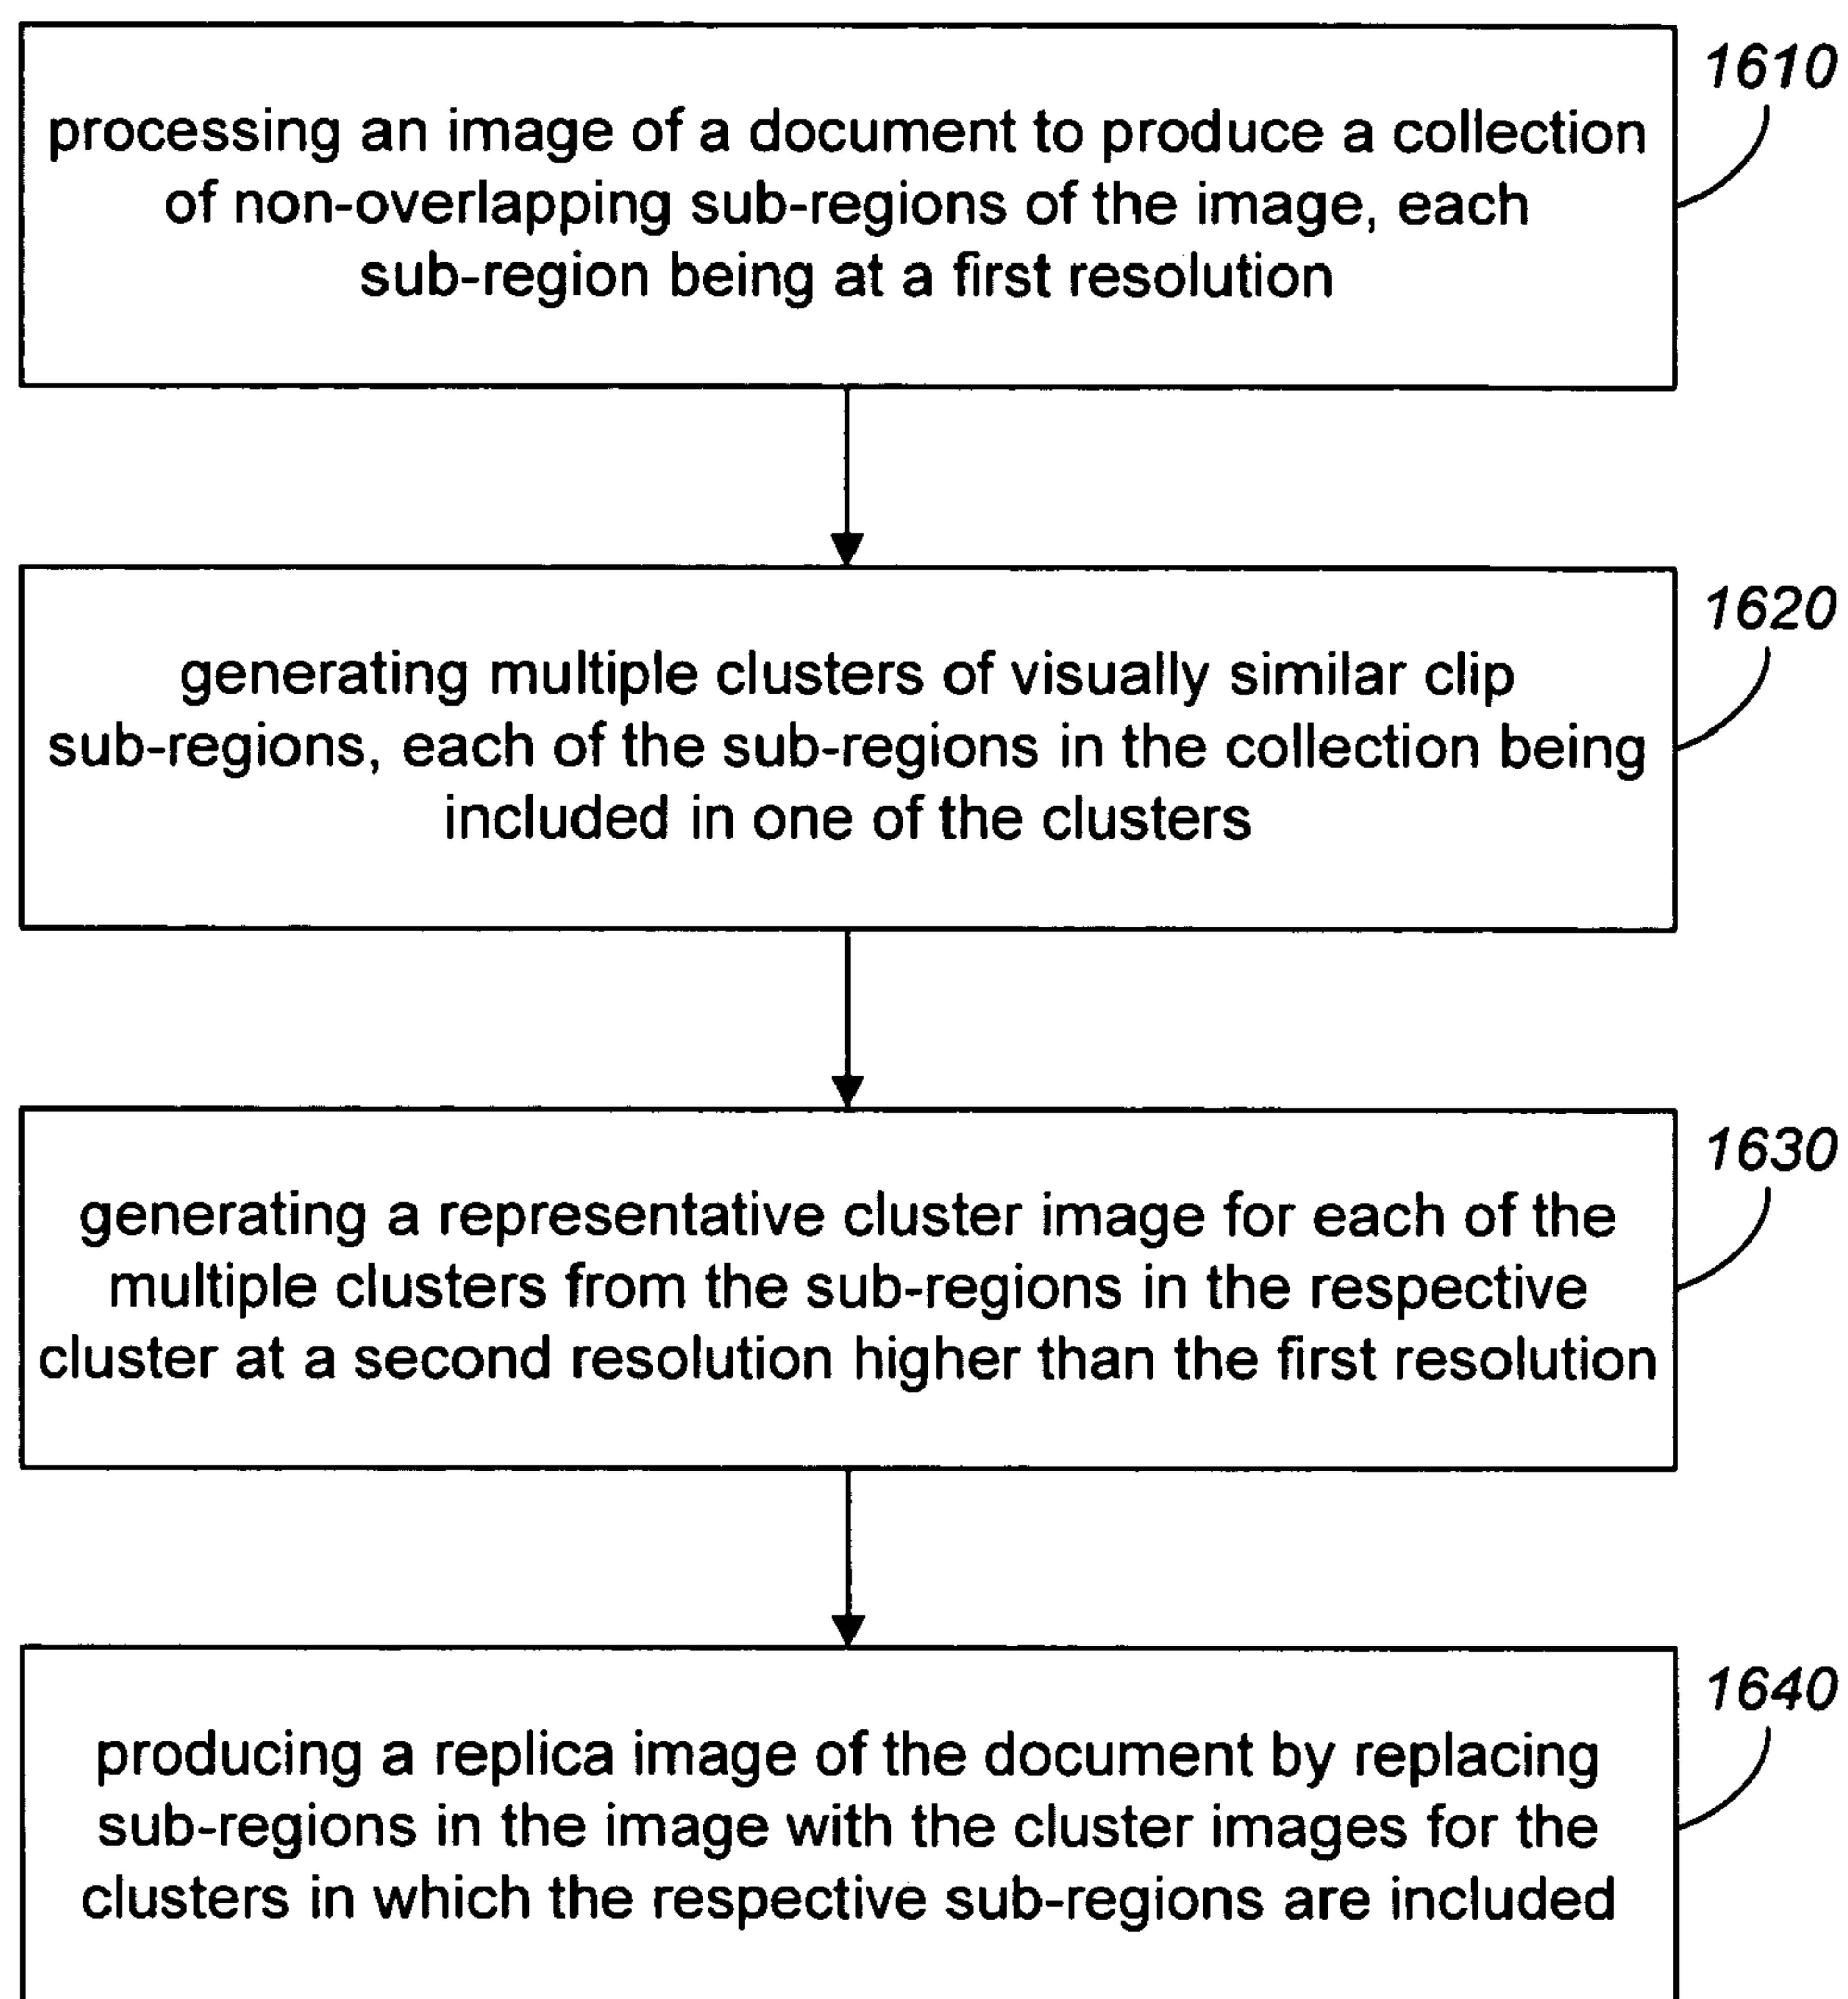 1610
processing an image of a document to produce a collection
of non-overlapping sub-regions of the image, each
sub-region being at a first resolution
1620
generating multiple clusters of visually similar clip
sub-regions, each of the sub-regions in the collection being
included in one of the clusters
1630
generating a representative cluster image for each of the
multiple clusters from the sub-regions in the respective
cluster at a second resolution higher than the first resolution
1640
producing a replica image of the document by replacing
sub-regions in the image with the cluster images for the
clusters in which the respective sub-regions are included